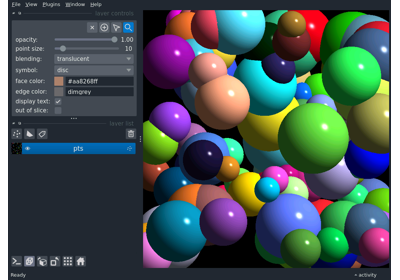 File View Plugins Window Help
layer controls
opacity: 1.00
point size: 10
blending: translucent
symbol: disc
face color: #aa8268ff
edge color: dimgrey
display text:
out of slice:
layer list
pts
Ready
activity